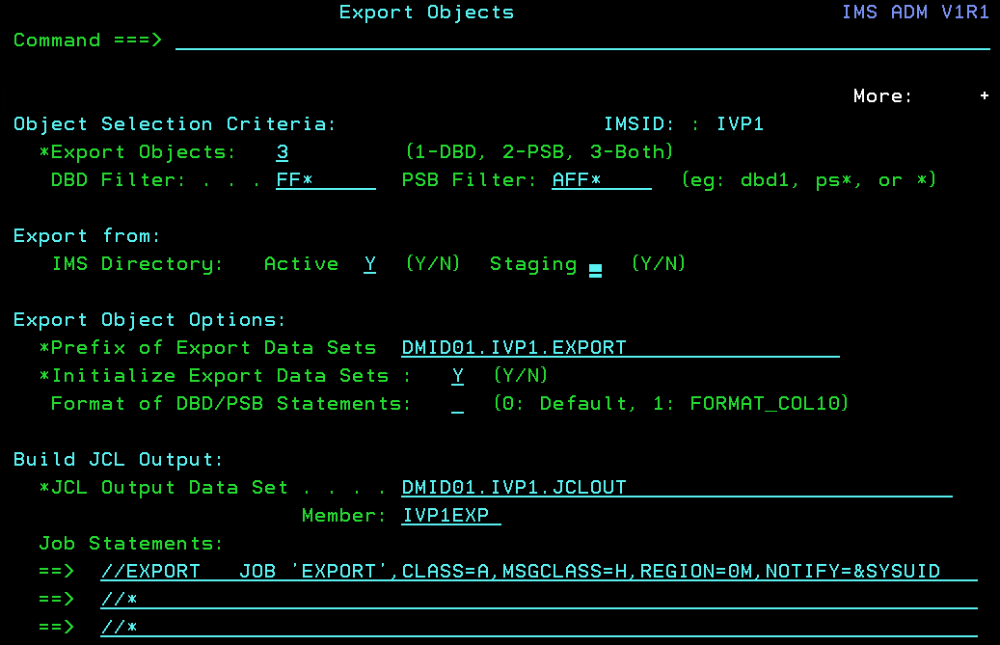 Export Objects IMS ADM V1R1
Command ===>
More: +
Object Selection Criteria: IMSID: : IVP1
*Export Objects: 3 (1-DBD, 2-PSB, 3-Both)
DBD Filter: . . . FF* PSB Filter: AFF* (eg: dbd1, ps*, or *)
Export from:
IMS Directory: Active Y (Y/N) Staging (Y/N)
Export Object Options:
*Prefix of Export Data Sets DMID01.IVP1.EXPORT
*Initialize Export Data Sets : Y (Y/N)
Format of DBD/PSB Statements: (0: Default, 1: FORMAT_COL10)
Build JCL Output:
*JCL Output Data Set . . . . DMID01.IVP1.JCLOUT
Member: IVP1EXP
Job Statements:
==> //EXPORT JOB 'EXPORT',CLASS=A,MSGCLASS=H,REGION=0M,NOTIFY=&SYSUID
==> //*
==> //*